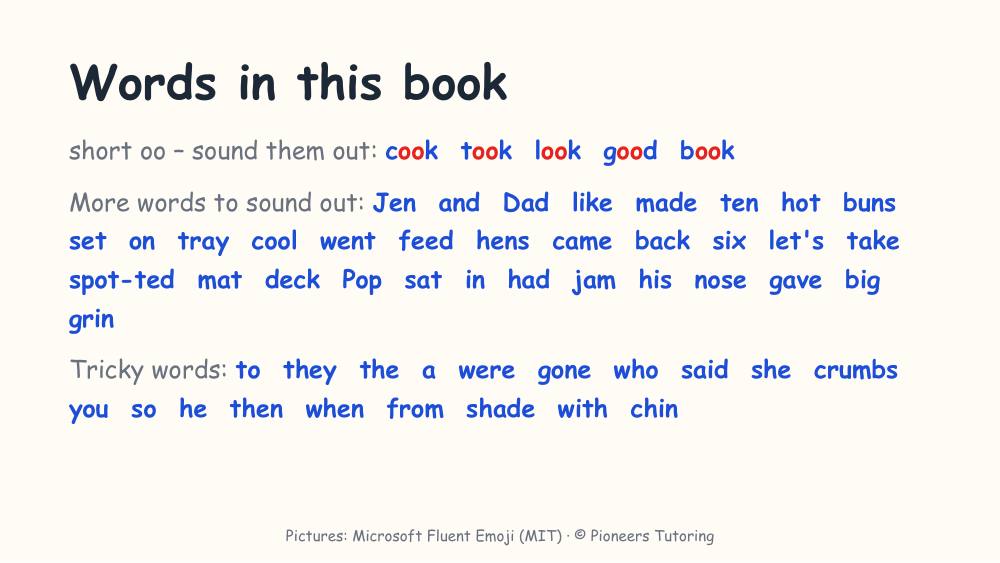 Words in this book
short oo – sound them out: cook took look good book
More words to sound out: Jen and Dad like made ten hot buns
set on tray cool went feed hens came back six let's take
spot-ted mat deck Pop sat in had jam his nose gave big
grin
Tricky words: to they the a were gone who said she crumbs
you so he then when from shade with chin
Pictures: Microsoft Fluent Emoji (MIT) · © Pioneers Tutoring